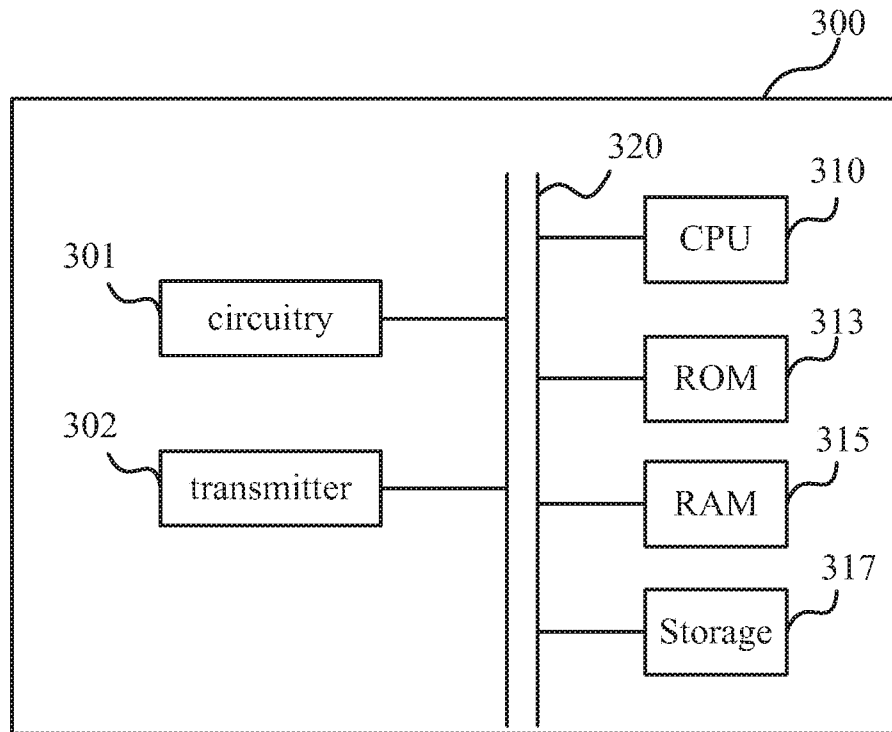 300
320
310
CPU
301
circuitry
313
ROM
302
transmitter
315
RAM
317
Storage